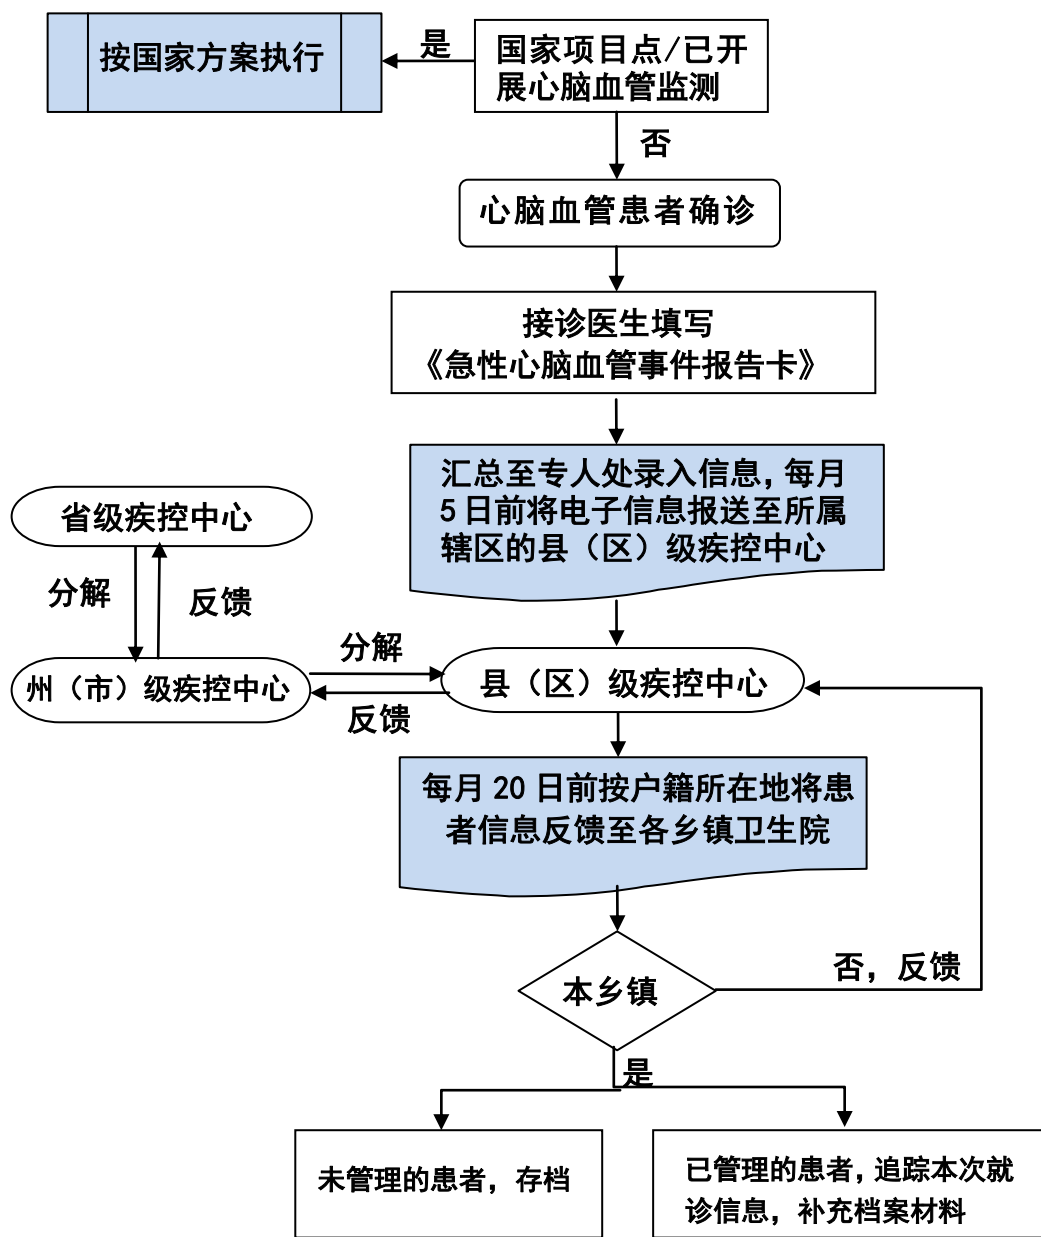 按国家方案执行
是
国家项目点/已开
展心脑血管监测
否
心脑血管患者确诊
接诊医生填写
《急性心脑血管事件报告卡》
汇总至专人处录入信息，每月
5日前将电子信息报送至所属
辖区的县（区）级疾控中心
省级疾控中心
分解
反馈
州（市）级疾控中心
分解
反馈
县（区）级疾控中心
每月20日前按户籍所在地将患
者信息反馈至各乡镇卫生院
本乡镇
否，反馈
是
未管理的患者，存档
已管理的患者，追踪本次就
诊信息，补充档案材料